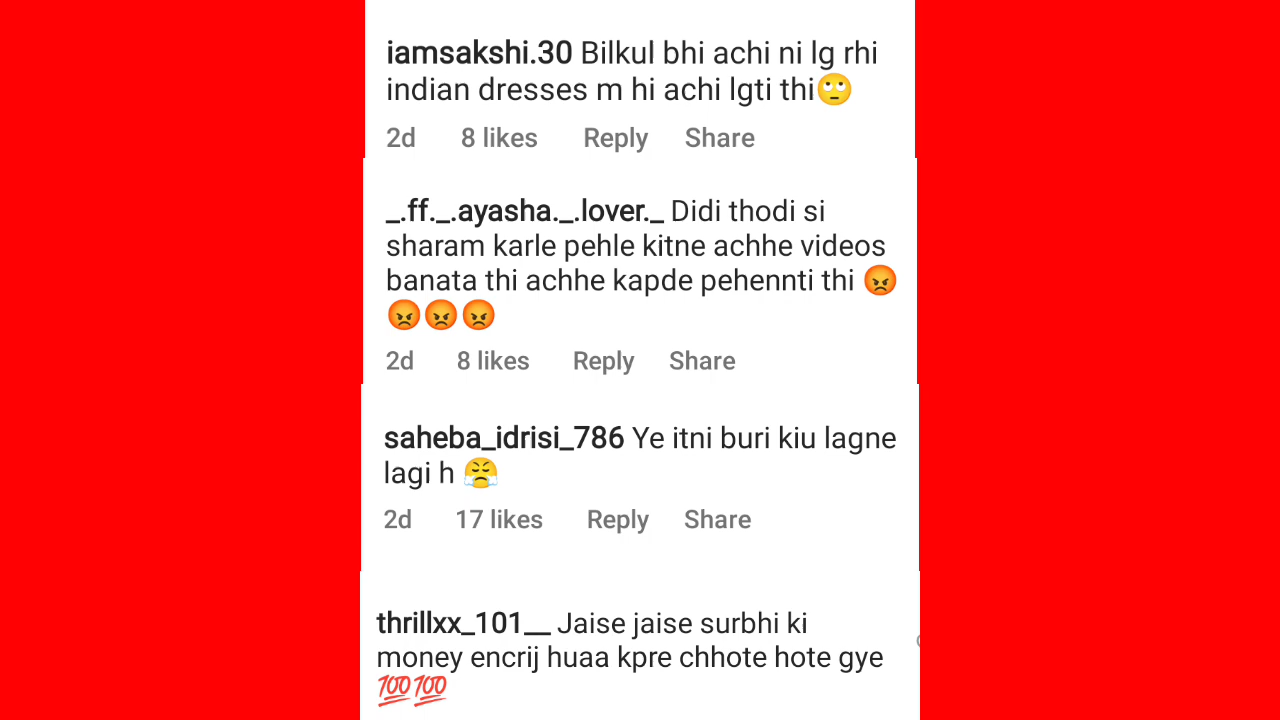 iamsakshi.30 Bilkul bhi achi ni lg rhi
indian dresses m hi achi lgti thi🙄
2d 8 likes Reply Share
_.ff._.ayasha._.lover._ Didi thodi si
sharam karle pehle kitne achhe videos
banata thi achhe kapde pehennti thi 😡
😡😡😡
2d 8 likes Reply Share
saheba_idrisi_786 Ye itni buri kiu lagne
lagi h 😤
2d 17 likes Reply Share
thrillxx_101__ Jaise jaise surbhi ki
money encrij huaa kpre chhote hote gye
💯💯